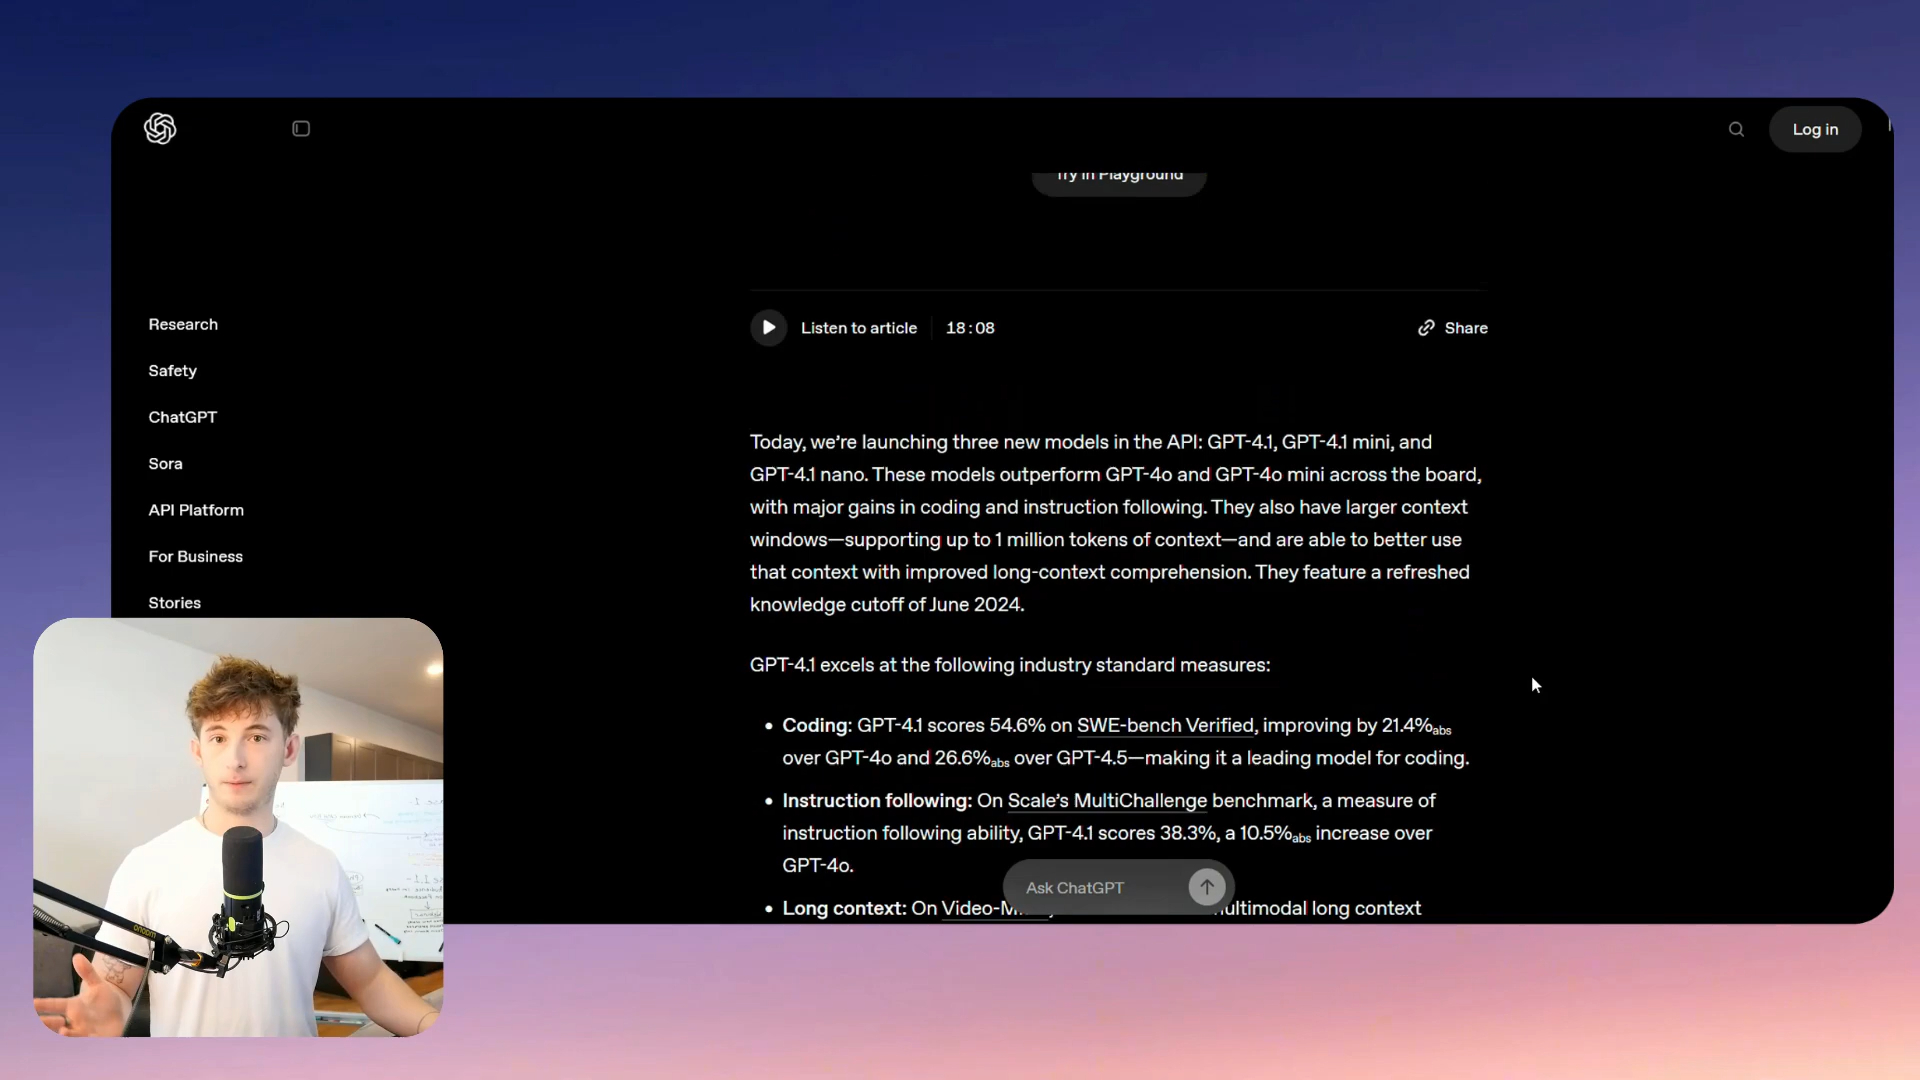 Log in
Try in Playground
Listen to article
18:08
Share
Research
Safety
ChatGPT
Sora
API Platform
For Business
Stories
Today, we're launching three new models in the API: GPT-4.1, GPT-4.1 mini, and
GPT-4.1 nano. These models outperform GPT-4o and GPT-4o mini across the board,
with major gains in coding and instruction following. They also have larger context
windows—supporting up to 1 million tokens of context—and are able to better use
that context with improved long-context comprehension. They feature a refreshed
knowledge cutoff of June 2024.
GPT-4.1 excels at the following industry standard measures:
• Coding: GPT-4.1 scores 54.6% on SWE-bench Verified, improving by 21.4%abs
over GPT-4o and 26.6%abs over GPT-4.5—making it a leading model for coding.
• Instruction following: On Scale's MultiChallenge benchmark, a measure of
instruction following ability, GPT-4.1 scores 38.3%, a 10.5%abs increase over
GPT-4o.
Ask ChatGPT
• Long context: On multimodal long context